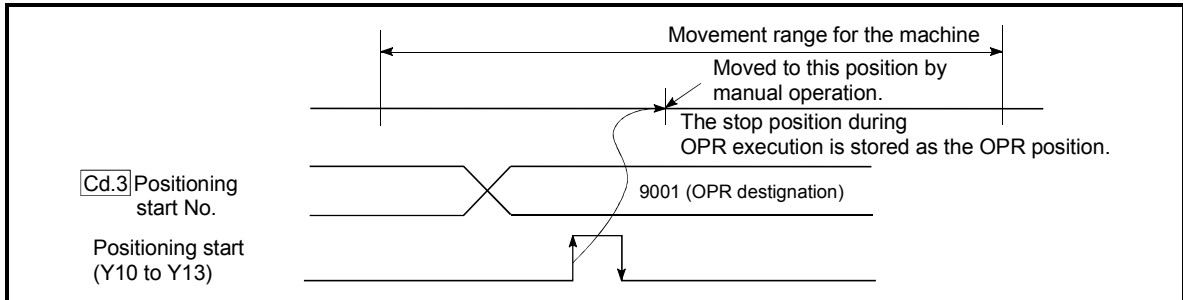 Movement range for the machine
Moved to this position by
manual operation.
The stop position during
OPR execution is stored as the OPR position.
Cd.3 Positioning
start No.
9001 (OPR destignation)
Positioning start
(Y10 to Y13)